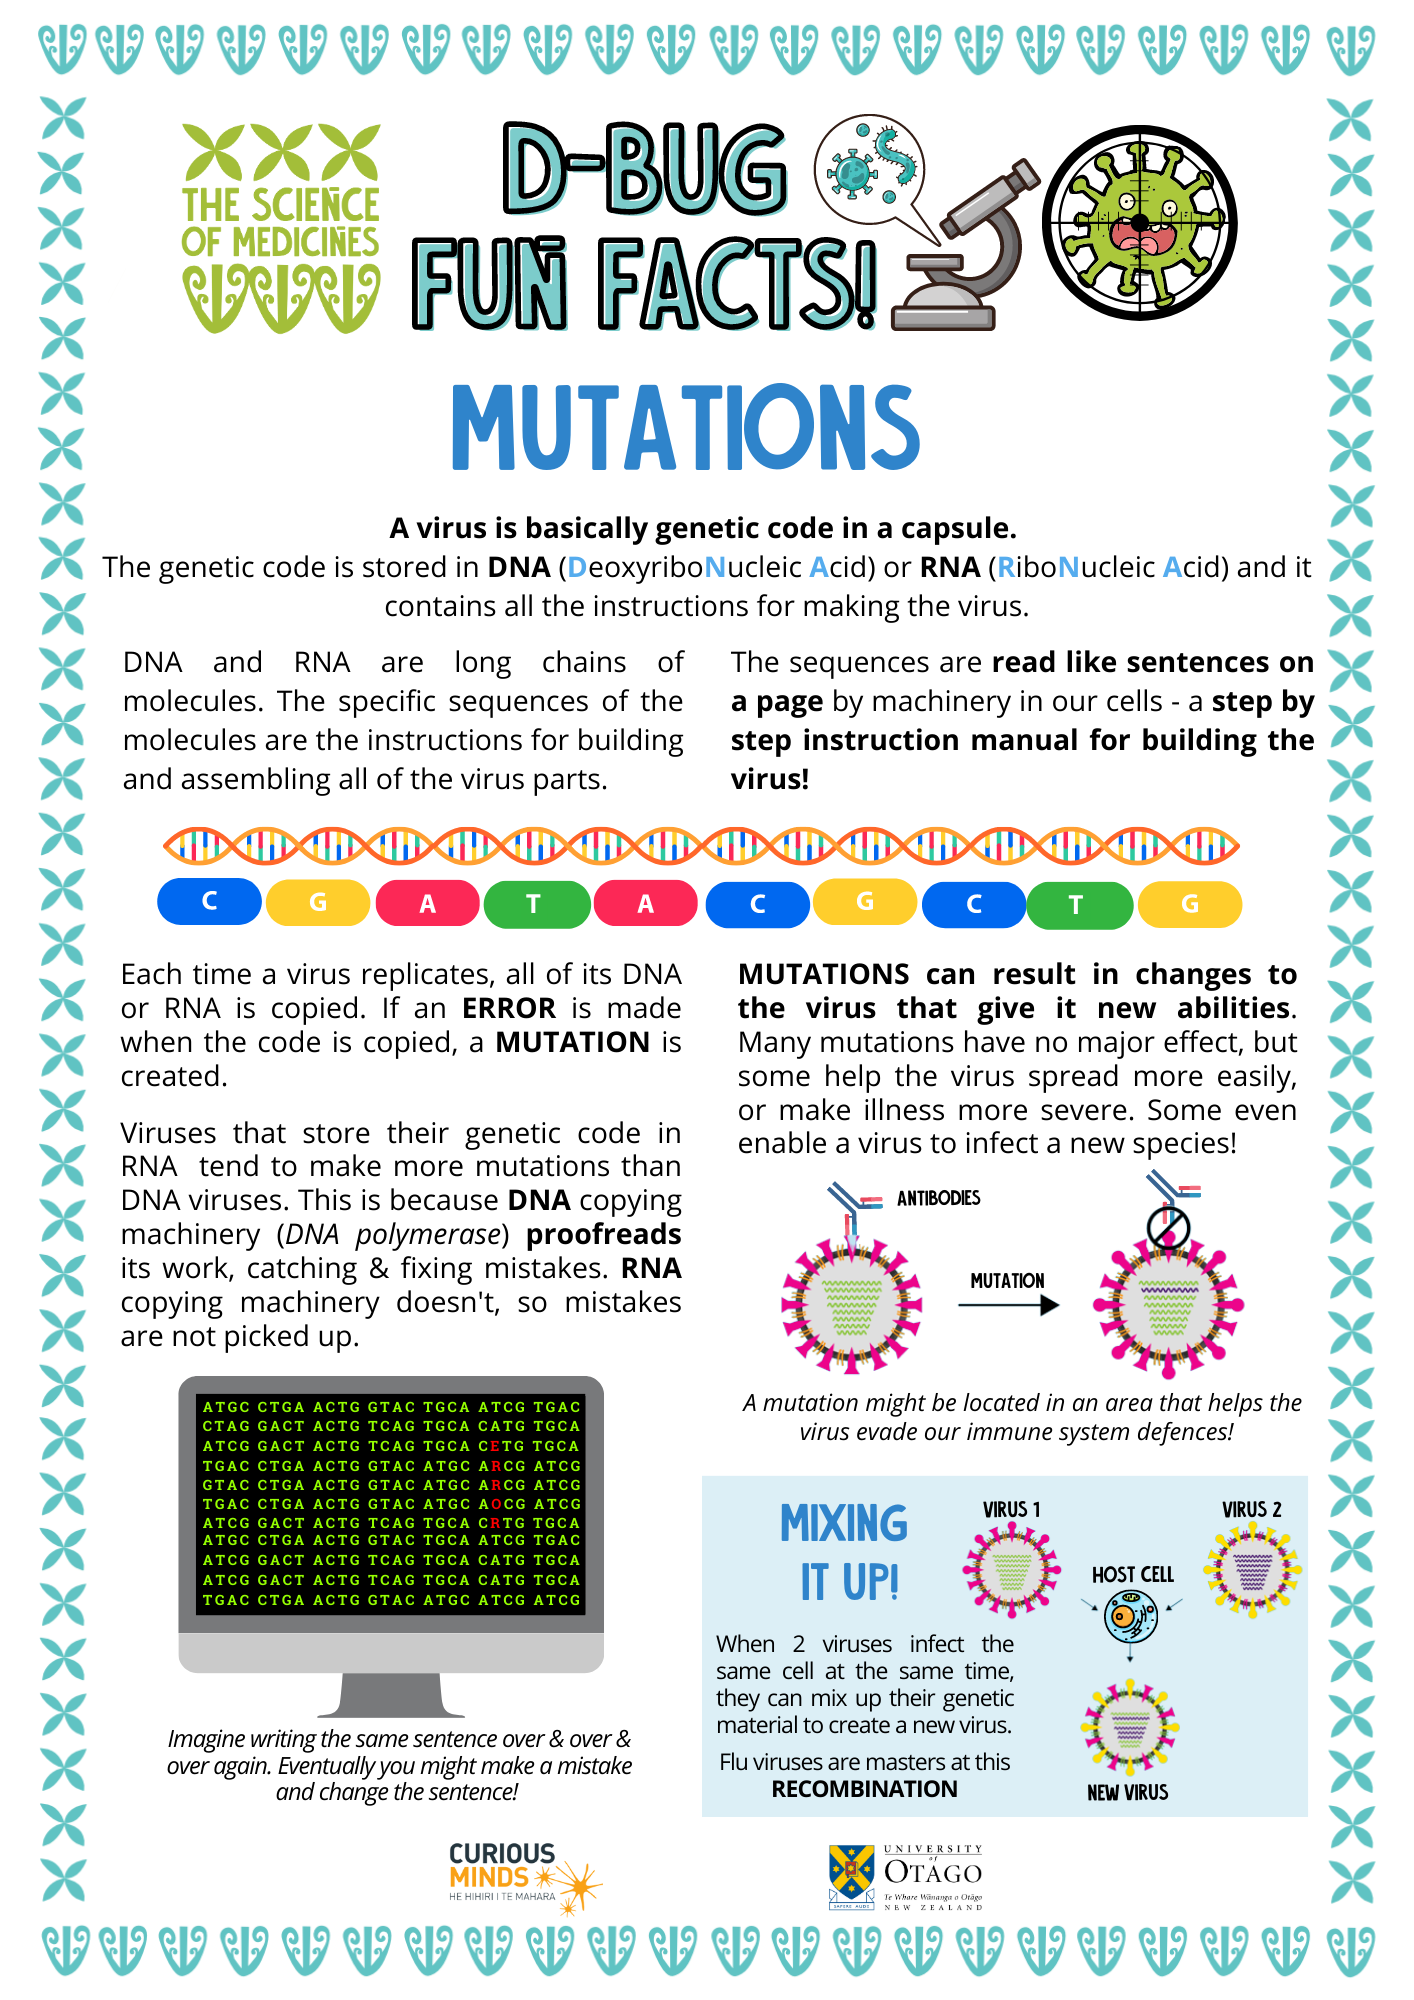 THE SCIENCE
OF MEDICINES
D-BUG
FUN FACTS!
MUTATIONS
A virus is basically genetic code in a capsule.
The genetic code is stored in DNA (DeoxyriboNucleic Acid) or RNA (RiboNucleic Acid) and it
contains all the instructions for making the virus.
DNA and RNA are long chains of
molecules. The specific sequences of the
molecules are the instructions for building
and assembling all of the virus parts.
The sequences are read like sentences on
a page by machinery in our cells - a step by
step instruction manual for building the
virus!
C G A T A C G C T G
Each time a virus replicates, all of its DNA
or RNA is copied. If an ERROR is made
when the code is copied, a MUTATION is
created.
Viruses that store their genetic code in
RNA tend to make more mutations than
DNA viruses. This is because DNA copying
machinery (DNA polymerase) proofreads
its work, catching & fixing mistakes. RNA
copying machinery doesn't, so mistakes
are not picked up.
ATGC CTGA ACTG GTAC TGCA ATCG TGAC
CTAG GACT ACTG TCAG TGCA CATG TGCA
ATCG GACT ACTG TCAG TGCA CETG TGCA
TGAC CTGA ACTG GTAC ATGC ARCG ATCG
GTAC CTGA ACTG GTAC ATGC ARCG ATCG
TGAC CTGA ACTG GTAC ATGC AOCG ATCG
ATCG GACT ACTG TCAG TGCA CRTG TGCA
ATGC CTGA ACTG GTAC TGCA ATCG TGAC
ATCG GACT ACTG TCAG TGCA CATG TGCA
ATCG GACT ACTG TCAG TGCA CATG TGCA
TGAC CTGA ACTG GTAC ATGC ATCG ATCG
Imagine writing the same sentence over & over &
over again. Eventually you might make a mistake
and change the sentence!
MUTATIONS can result in changes to
the virus that give it new abilities.
Many mutations have no major effect, but
some help the virus spread more easily,
or make illness more severe. Some even
enable a virus to infect a new species!
ANTIBODIES
MUTATION
A mutation might be located in an area that helps the
virus evade our immune system defences!
MIXING
IT UP!
When 2 viruses infect the
same cell at the same time,
they can mix up their genetic
material to create a new virus.
Flu viruses are masters at this
RECOMBINATION
VIRUS 1
VIRUS 2
HOST CELL
NEW VIRUS
CURIOUS
MINDS
HE HIHIRI I TE MAHARA
SAPERE AUDE
UNIVERSITY
of
OTAGO
Te Whare Wānanga o Otāgo
NEW ZEALAND